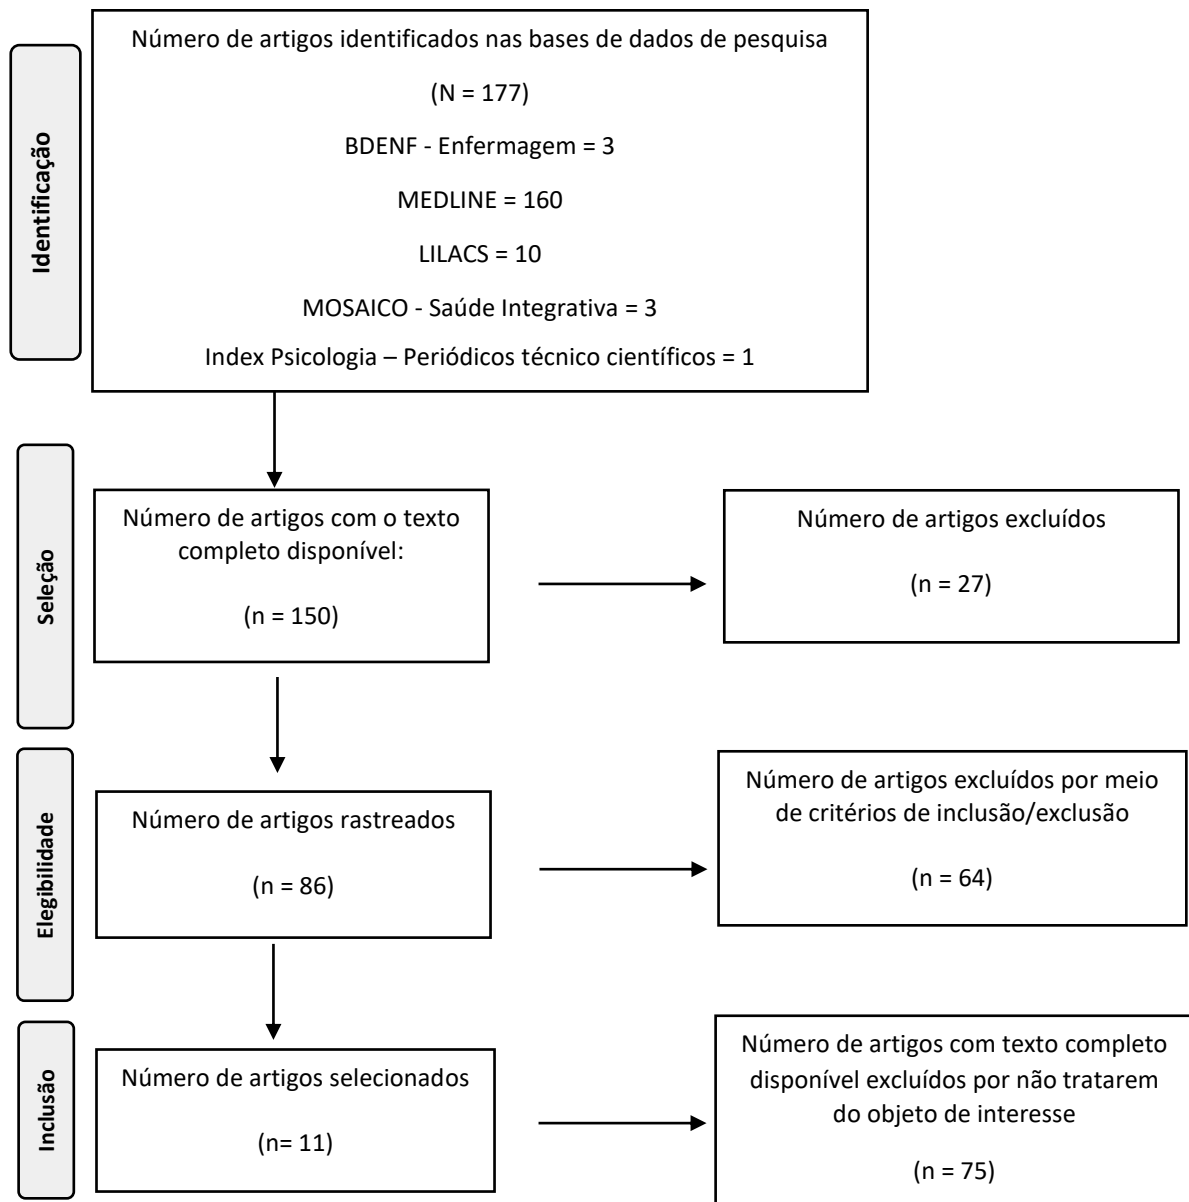 Identificação
Número de artigos identificados nas bases de dados de pesquisa
(N = 177)
BDENF - Enfermagem = 3
MEDLINE = 160
LILACS = 10
MOSAICO - Saúde Integrativa = 3
Index Psicologia – Periódicos técnico científicos = 1
Seleção
Número de artigos com o texto
completo disponível:
(n = 150)
Número de artigos excluídos
(n = 27)
Elegibilidade
Número de artigos rastreados
(n = 86)
Número de artigos excluídos por meio
de critérios de inclusão/exclusão
(n = 64)
Inclusão
Número de artigos selecionados
(n= 11)
Número de artigos com texto completo
disponível excluídos por não tratarem
do objeto de interesse
(n = 75)